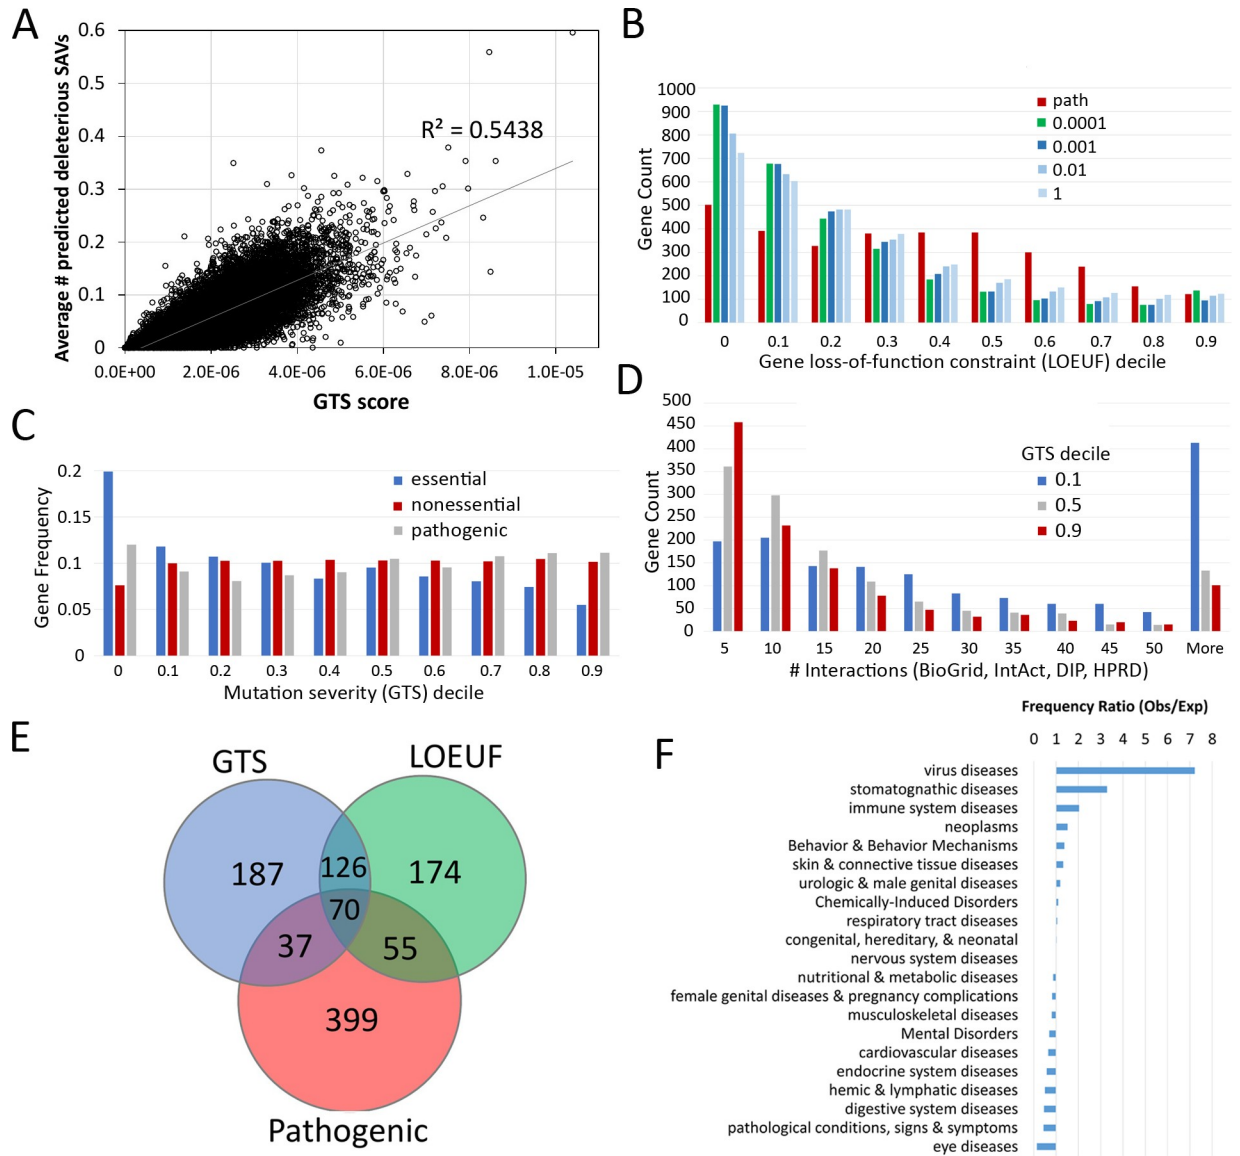 A
0.6
0.5
0.4
0.3
0.2
0.1
0
Average # predicted deleterious SAVs
R² = 0.5438
0.0E+00 2.0E-06 4.0E-06 6.0E-06 8.0E-06 1.0E-05
GTS score
B
1000
900
800
700
600
500
400
300
200
100
0
Gene Count
path
0.0001
0.001
0.01
1
0 0.1 0.2 0.3 0.4 0.5 0.6 0.7 0.8 0.9
Gene loss-of-function constraint (LOEUF) decile
C
0.2
0.15
0.1
0.05
0
Gene Frequency
essential
nonessential
pathogenic
0 0.1 0.2 0.3 0.4 0.5 0.6 0.7 0.8 0.9
Mutation severity (GTS) decile
D
500
450
400
350
300
250
200
150
100
50
0
Gene Count
GTS decile
0.1
0.5
0.9
5 10 15 20 25 30 35 40 45 50 More
# Interactions (BioGrid, IntAct, DIP, HPRD)
E
GTS
LOEUF
187
126
174
70
37
55
399
Pathogenic
F
Frequency Ratio (Obs/Exp)
0 1 2 3 4 5 6 7 8
virus diseases
stomatognathic diseases
immune system diseases
neoplasms
Behavior & Behavior Mechanisms
skin & connective tissue diseases
urologic & male genital diseases
Chemically-Induced Disorders
respiratory tract diseases
congenital, hereditary, & neonatal
nervous system diseases
nutritional & metabolic diseases
female genital diseases & pregnancy complications
musculoskeletal diseases
Mental Disorders
cardiovascular diseases
endocrine system diseases
hemic & lymphatic diseases
digestive system diseases
pathological conditions, signs & symptoms
eye diseases